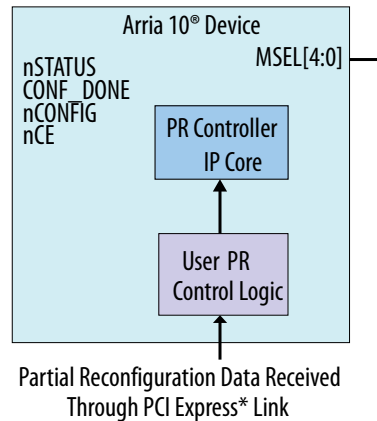 Arria 10® Device
MSEL[4:0]
nSTATUS
CONF_DONE
nCONFIG
nCE
PR Controller
IP Core
User PR
Control Logic
Partial Reconfiguration Data Received
Through PCI Express* Link